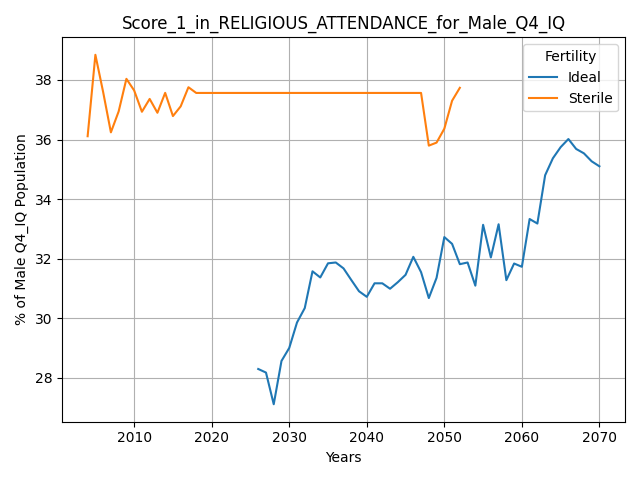 Score_1_in_RELIGIOUS_ATTENDANCE_for_Male_Q4_IQ
Fertility
Ideal
Sterile
% of Male Q4_IQ Population
38
36
34
32
30
28
2010
2020
2030
2040
2050
2060
2070
Years